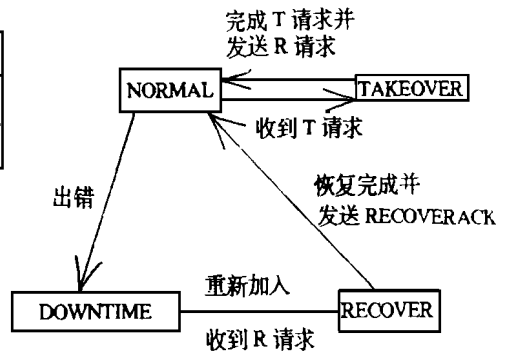 完成 T 请求并
发送 R 请求
NORMAL
TAKEOVER
收到 T 请求
恢复完成并
发送 RECOVERACK
出错
重新加入
DOWNTIME
RECOVER
收到 R 请求